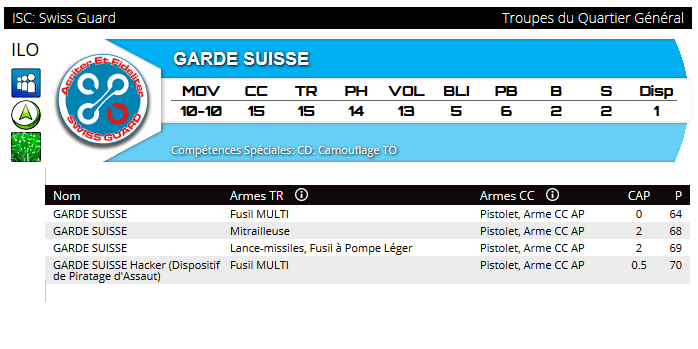 ISC: Swiss Guard Troupes du Quartier Général
ILO
Acriter Et Fideliter
SWISS GUARD
GARDE SUISSE
MOV CC TR PH VOL BLI PB B S Disp
10-10 15 15 14 13 5 6 2 2 1
Compétences Spéciales: CD: Camouflage TO
Nom Armes TR Armes CC CAP P
GARDE SUISSE Fusil MULTI Pistolet, Arme CC AP 0 64
GARDE SUISSE Mitrailleuse Pistolet, Arme CC AP 2 68
GARDE SUISSE Lance-missiles, Fusil à Pompe Léger Pistolet, Arme CC AP 2 69
GARDE SUISSE Hacker (Dispositif Fusil MULTI Pistolet, Arme CC AP 0.5 70
de Piratage d'Assaut)